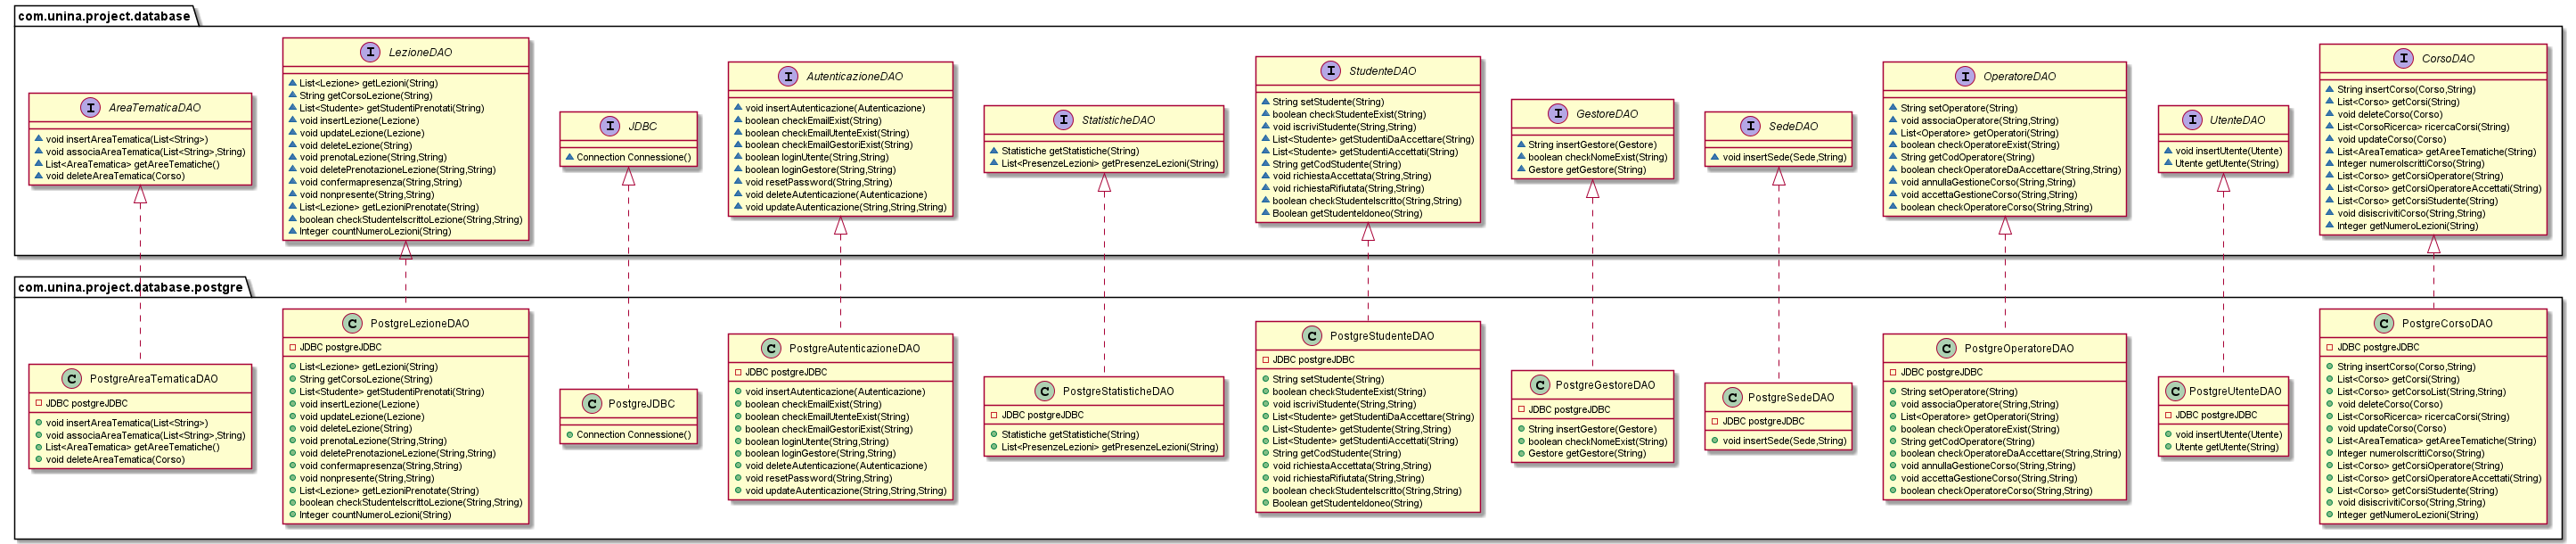 com.unina.project.database
I AreaTematicaDAO
void insertAreaTematica(List<String>)
void associaAreaTematica(List<String>,String)
List<AreaTematica> getAreeTematiche()
void deleteAreaTematica(Corso)
I LezioneDAO
List<Lezione> getLezioni(String)
String getCorsoLezione(String)
List<Studente> getStudentiPrenotati(String)
void insertLezione(Lezione)
void updateLezione(Lezione)
void deleteLezione(String)
void prenotaLezione(String,String)
void deletePrenotazioneLezione(String,String)
void confermapresenza(String,String)
void nonpresente(String,String)
List<Lezione> getLezioniPrenotate(String)
boolean checkStudenteIscrittoLezione(String,String)
Integer countNumeroLezioni(String)
I JDBC
Connection Connessione()
I AutenticazioneDAO
void insertAutenticazione(Autenticazione)
boolean checkEmailExist(String)
boolean checkEmailUtenteExist(String)
boolean checkEmailGestoriExist(String)
boolean loginUtente(String,String)
boolean loginGestore(String,String)
void resetPassword(String,String)
void deleteAutenticazione(Autenticazione)
void updateAutenticazione(String,String,String)
I StatisticheDAO
Statistiche getStatistiche(String)
List<PresenzeLezioni> getPresenzeLezioni(String)
I StudenteDAO
String setStudente(String)
boolean checkStudenteExist(String)
void iscriviStudente(String,String)
List<Studente> getStudentiDaAccettare(String)
List<Studente> getStudentiAccettati(String)
String getCodStudente(String)
void richiestaAccettata(String,String)
void richiestaRifiutata(String,String)
boolean checkStudenteIscritto(String,String)
Boolean getStudenteIdoneo(String)
I GestoreDAO
String insertGestore(Gestore)
boolean checkNomeExist(String)
Gestore getGestore(String)
I SedeDAO
void insertSede(Sede,String)
I OperatoreDAO
String setOperatore(String)
void associaOperatore(String,String)
List<Operatore> getOperatori(String)
boolean checkOperatoreExist(String)
String getCodOperatore(String)
boolean checkOperatoreDaAccettare(String,String)
void annullaGestioneCorso(String,String)
void accettaGestioneCorso(String,String)
boolean checkOperatoreCorso(String,String)
I UtenteDAO
void insertUtente(Utente)
Utente getUtente(String)
I CorsoDAO
String insertCorso(Corso,String)
List<Corso> getCorsi(String)
void deleteCorso(Corso)
List<CorsoRicerca> ricercaCorsi(String)
void updateCorso(Corso)
List<AreaTematica> getAreeTematiche(String)
Integer numeroIscrittiCorso(String)
List<Corso> getCorsiOperatore(String)
List<Corso> getCorsiOperatoreAccettati(String)
List<Corso> getCorsiStudente(String)
void disiscrivitiCorso(String,String)
Integer getNumeroLezioni(String)
com.unina.project.database.postgre
C PostgreAreaTematicaDAO
JDBC postgreJDBC
void insertAreaTematica(List<String>)
void associaAreaTematica(List<String>,String)
List<AreaTematica> getAreeTematiche()
void deleteAreaTematica(Corso)
C PostgreLezioneDAO
JDBC postgreJDBC
List<Lezione> getLezioni(String)
String getCorsoLezione(String)
List<Studente> getStudentiPrenotati(String)
void insertLezione(Lezione)
void updateLezione(Lezione)
void deleteLezione(String)
void prenotaLezione(String,String)
void deletePrenotazioneLezione(String,String)
void confermapresenza(String,String)
void nonpresente(String,String)
List<Lezione> getLezioniPrenotate(String)
boolean checkStudenteIscrittoLezione(String,String)
Integer countNumeroLezioni(String)
C PostgreJDBC
Connection Connessione()
C PostgreAutenticazioneDAO
JDBC postgreJDBC
void insertAutenticazione(Autenticazione)
boolean checkEmailExist(String)
boolean checkEmailUtenteExist(String)
boolean checkEmailGestoriExist(String)
boolean loginUtente(String,String)
boolean loginGestore(String,String)
void deleteAutenticazione(Autenticazione)
void resetPassword(String,String)
void updateAutenticazione(String,String,String)
C PostgreStatisticheDAO
JDBC postgreJDBC
Statistiche getStatistiche(String)
List<PresenzeLezioni> getPresenzeLezioni(String)
C PostgreStudenteDAO
JDBC postgreJDBC
String setStudente(String)
boolean checkStudenteExist(String)
void iscriviStudente(String,String)
List<Studente> getStudentiDaAccettare(String)
List<Studente> getStudente(String,String)
List<Studente> getStudentiAccettati(String)
String getCodStudente(String)
void richiestaAccettata(String,String)
void richiestaRifiutata(String,String)
boolean checkStudenteIscritto(String,String)
Boolean getStudenteIdoneo(String)
C PostgreGestoreDAO
JDBC postgreJDBC
String insertGestore(Gestore)
boolean checkNomeExist(String)
Gestore getGestore(String)
C PostgreSedeDAO
JDBC postgreJDBC
void insertSede(Sede,String)
C PostgreOperatoreDAO
JDBC postgreJDBC
String setOperatore(String)
void associaOperatore(String,String)
List<Operatore> getOperatori(String)
boolean checkOperatoreExist(String)
String getCodOperatore(String)
boolean checkOperatoreDaAccettare(String,String)
void annullaGestioneCorso(String,String)
void accettaGestioneCorso(String,String)
boolean checkOperatoreCorso(String,String)
C PostgreUtenteDAO
JDBC postgreJDBC
void insertUtente(Utente)
Utente getUtente(String)
C PostgreCorsoDAO
JDBC postgreJDBC
String insertCorso(Corso,String)
List<Corso> getCorsi(String)
List<Corso> getCorsoList(String,String)
void deleteCorso(Corso)
List<CorsoRicerca> ricercaCorsi(String)
void updateCorso(Corso)
List<AreaTematica> getAreeTematiche(String)
Integer numeroIscrittiCorso(String)
List<Corso> getCorsiOperatore(String)
List<Corso> getCorsiOperatoreAccettati(String)
List<Corso> getCorsiStudente(String)
void disiscrivitiCorso(String,String)
Integer getNumeroLezioni(String)